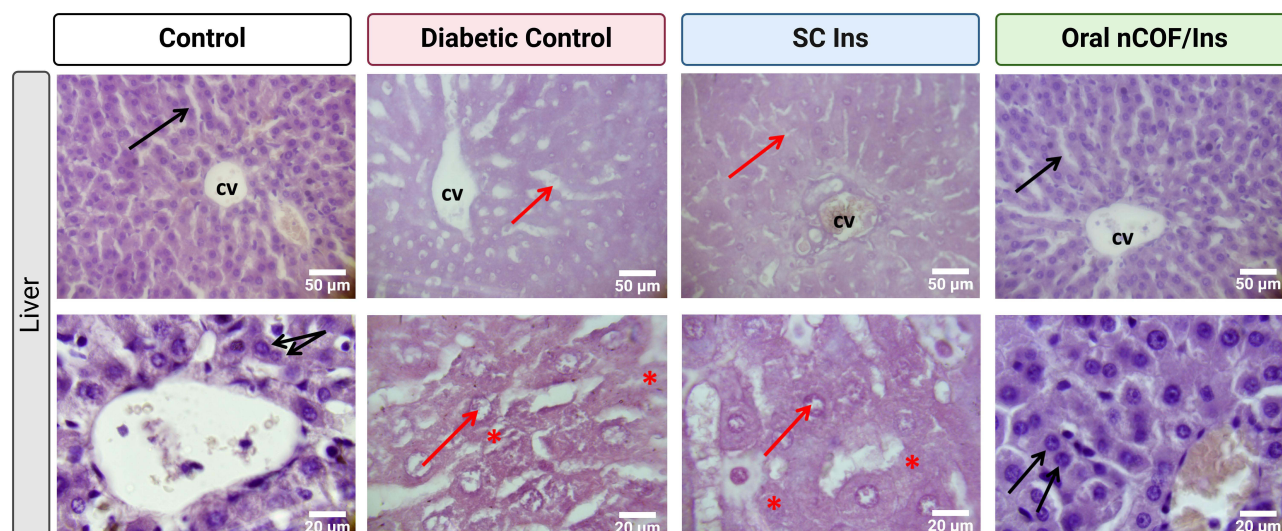 Control
Diabetic Control
SC Ins
Oral nCOF/Ins
Liver
cv
50 µm
cv
50 µm
cv
50 µm
cv
50 µm
20 µm
* *
20 µm
* *
20 µm
20 µm